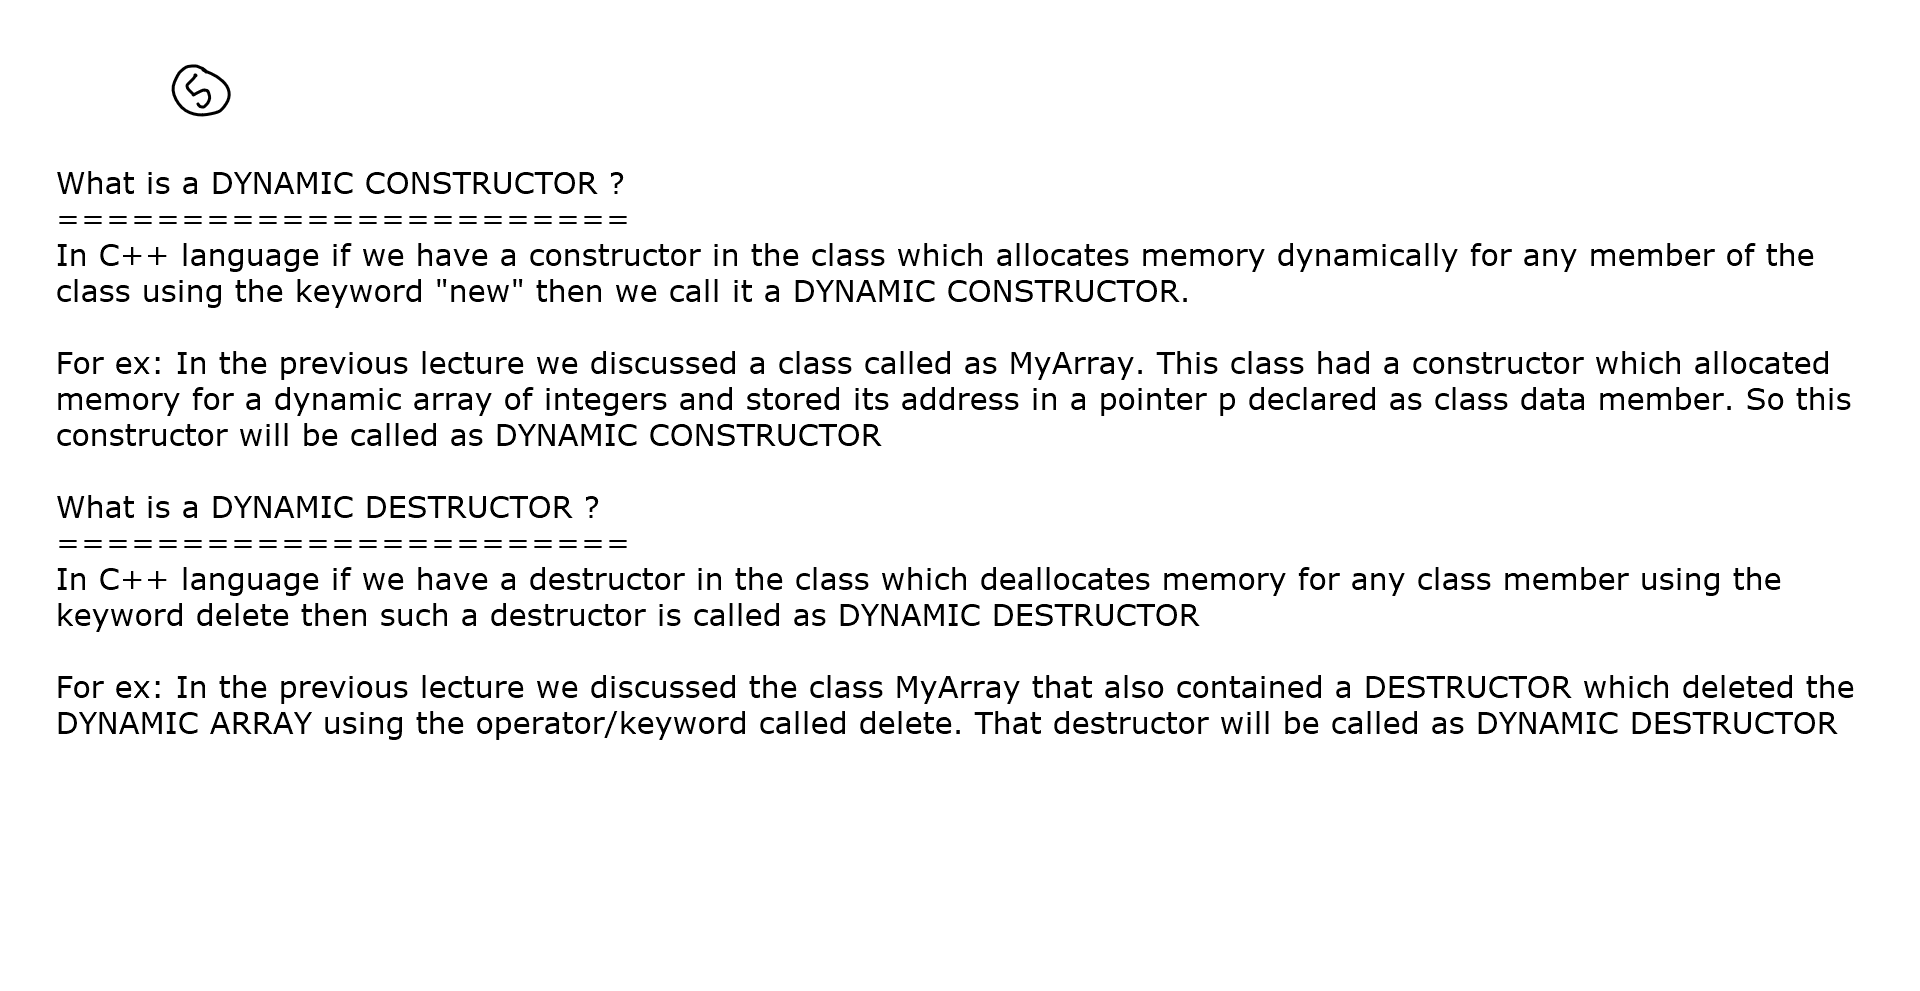 5
What is a DYNAMIC CONSTRUCTOR ?
=======================
In C++ language if we have a constructor in the class which allocates memory dynamically for any member of the
class using the keyword "new" then we call it a DYNAMIC CONSTRUCTOR.
For ex: In the previous lecture we discussed a class called as MyArray. This class had a constructor which allocated
memory for a dynamic array of integers and stored its address in a pointer p declared as class data member. So this
constructor will be called as DYNAMIC CONSTRUCTOR
What is a DYNAMIC DESTRUCTOR ?
=======================
In C++ language if we have a destructor in the class which deallocates memory for any class member using the
keyword delete then such a destructor is called as DYNAMIC DESTRUCTOR
For ex: In the previous lecture we discussed the class MyArray that also contained a DESTRUCTOR which deleted the
DYNAMIC ARRAY using the operator/keyword called delete. That destructor will be called as DYNAMIC DESTRUCTOR